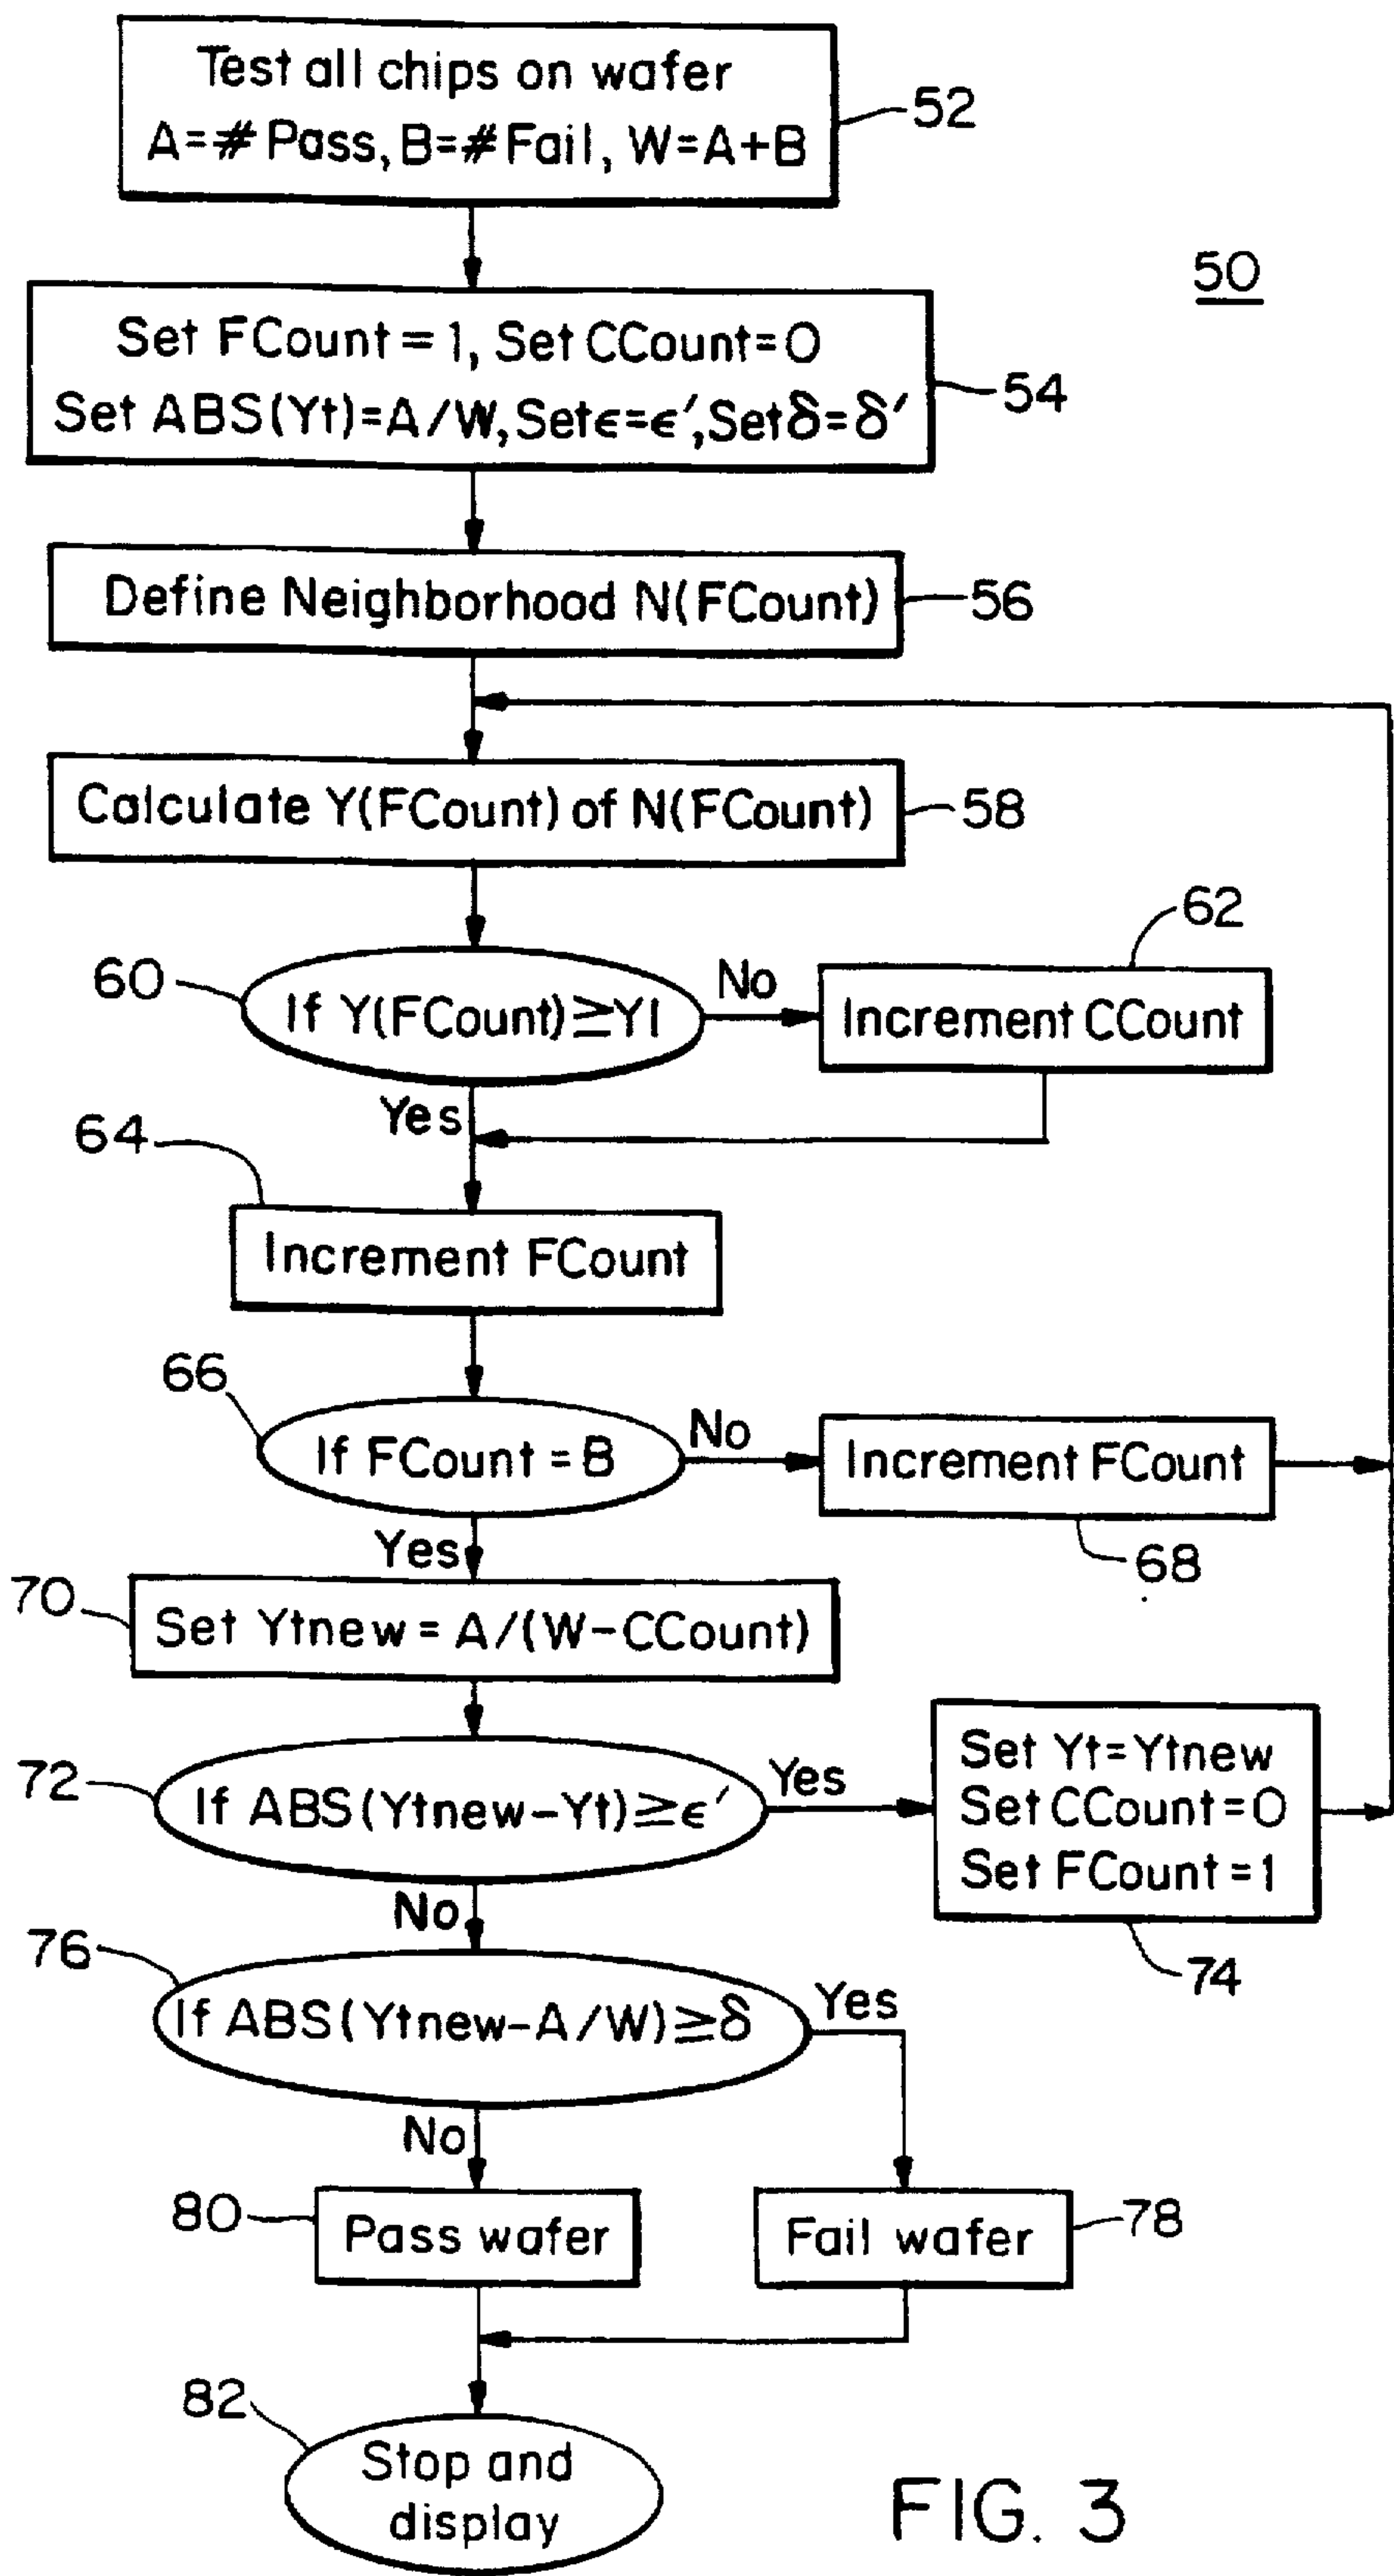 Test all chips on wafer
A=# Pass, B=# Fail, W=A+B
52
50
Set FCount = 1, Set CCount=0
Set ABS(Yt)=A/W, Set ϵ=ϵ′, Set δ=δ′
54
Define Neighborhood N(FCount)
56
Calculate Y(FCount) of N(FCount)
58
60
If Y(FCount)≧Yl
No
62
Increment CCount
Yes
64
Increment FCount
66
If FCount = B
No
Increment FCount
68
Yes
70
Set Ytnew = A/(W-CCount)
72
If ABS(Ytnew-Yt)≧ϵ′
Yes
Set Yt=Ytnew
Set CCount=0
Set FCount=1
74
No
76
If ABS(Ytnew-A/W)≧δ
Yes
No
80
Pass wafer
Fail wafer
78
82
Stop and
display
FIG. 3